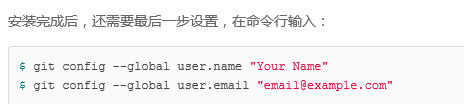 安装完成后，还需要最后一步设置，在命令行输入：
$ git config --global user.name "Your Name"
$ git config --global user.email "email@example.com"